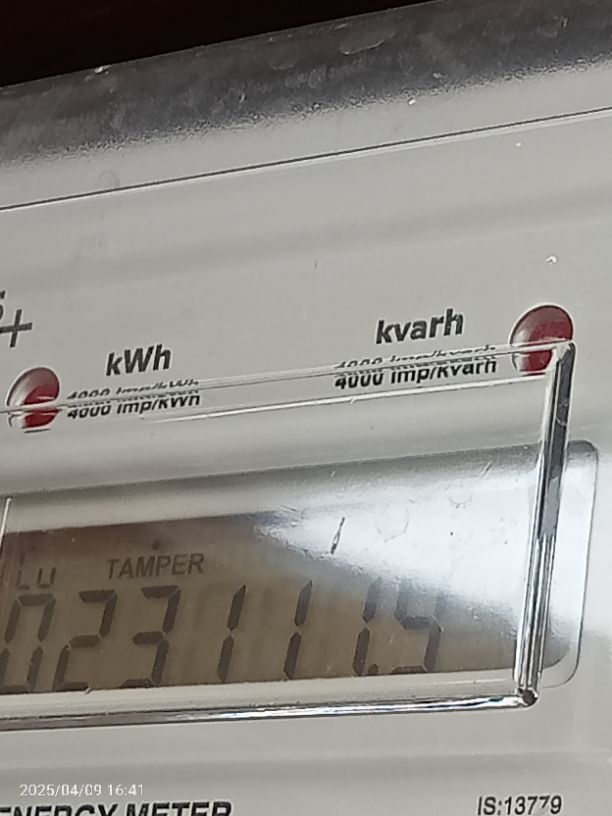 kvarh
kWh
4000 imp/kvarh
4000 imp/kWh
Lu TAMPER
023111.5
2025/04/09 16:41
ENERGY METER
IS:13779